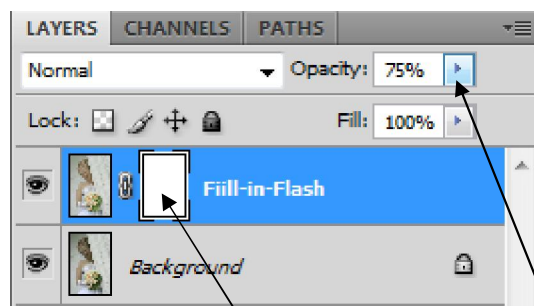 LAYERS CHANNELS PATHS
Normal Opacity: 75%
Lock: Fill: 100%
Fiill-in-Flash
Background